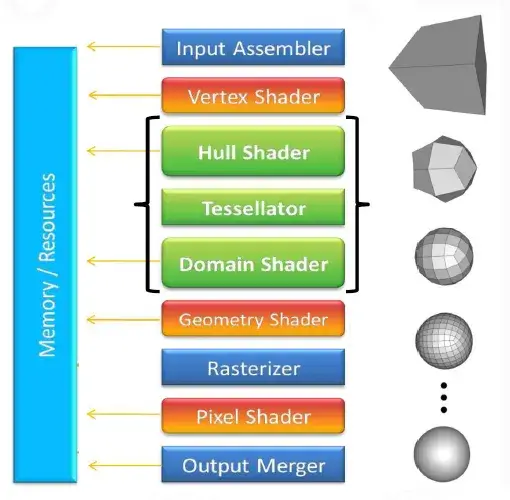 Memory / Resources
Input Assembler
Vertex Shader
Hull Shader
Tessellator
Domain Shader
Geometry Shader
Rasterizer
Pixel Shader
Output Merger